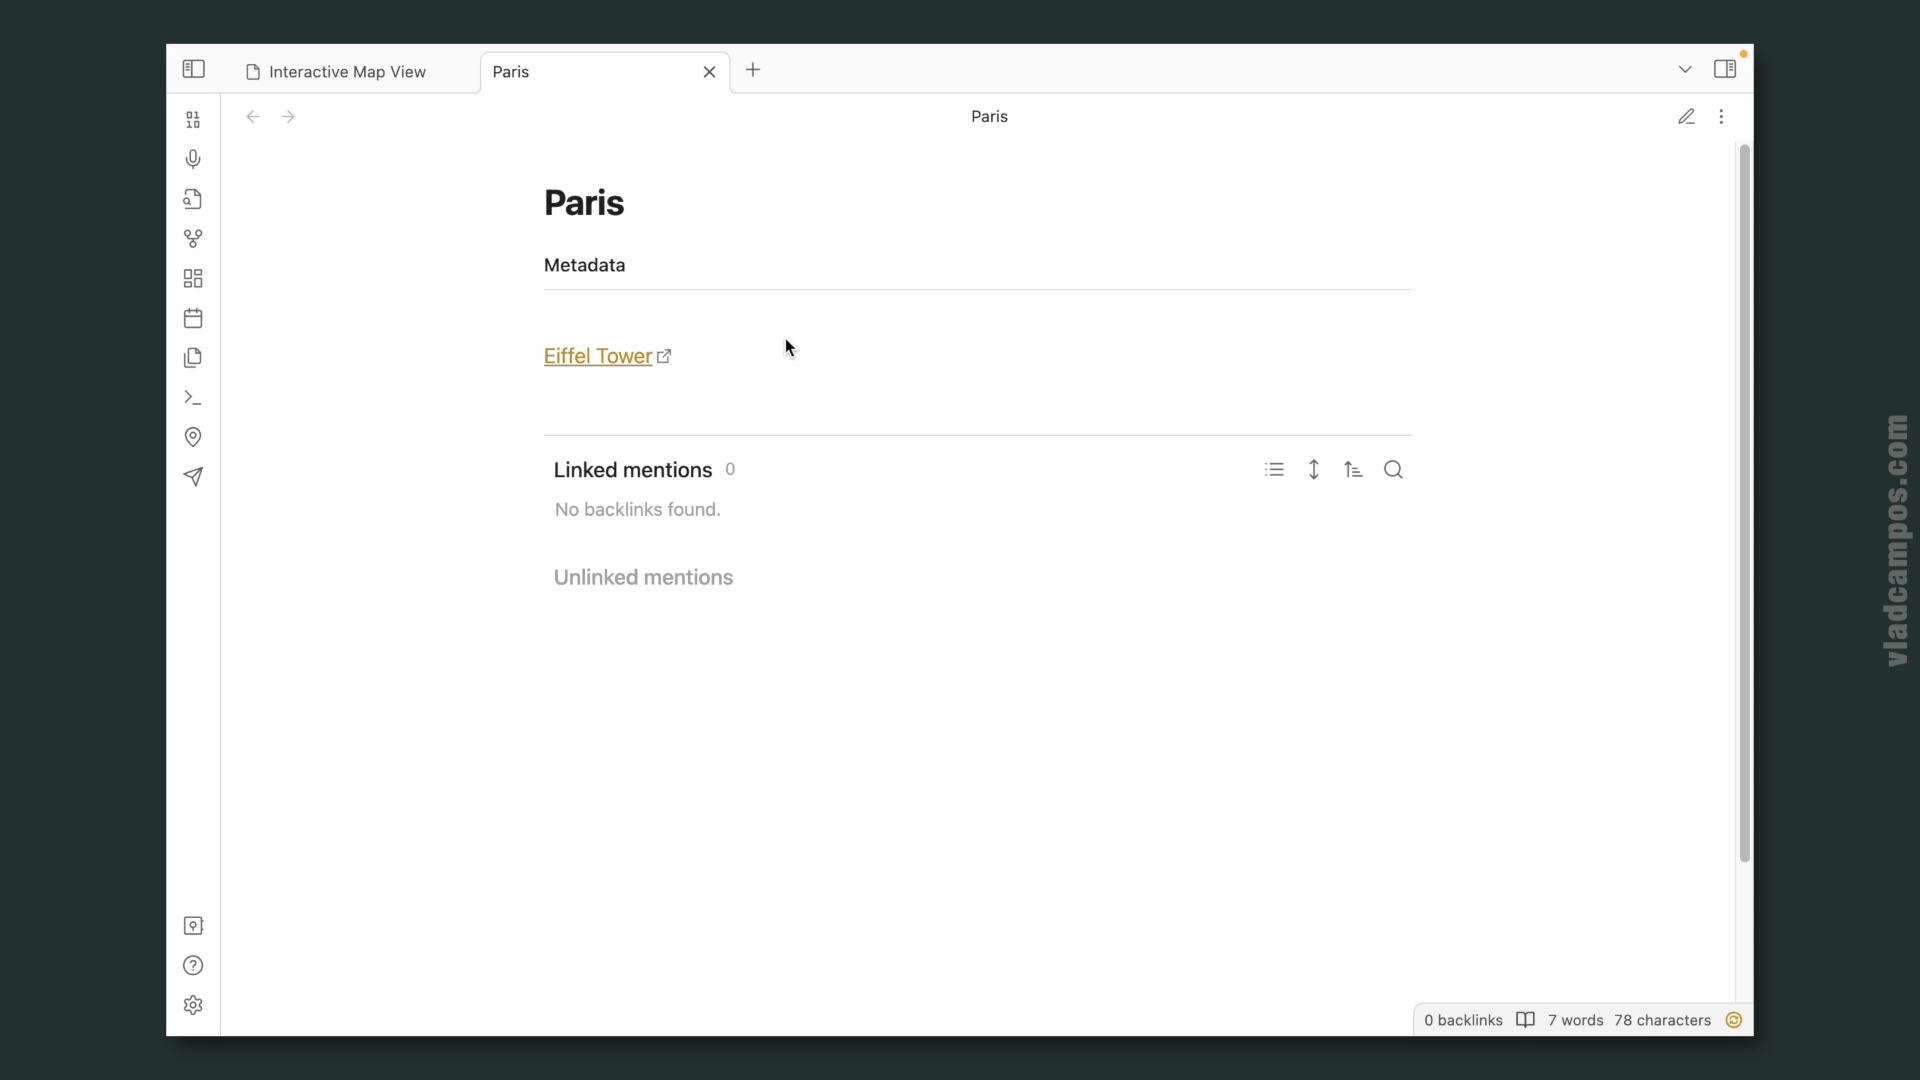 Interactive Map View
Paris
Paris
Paris
Metadata
Eiffel Tower
Linked mentions 0
No backlinks found.
Unlinked mentions
0 backlinks 7 words 78 characters
vladcampos.com